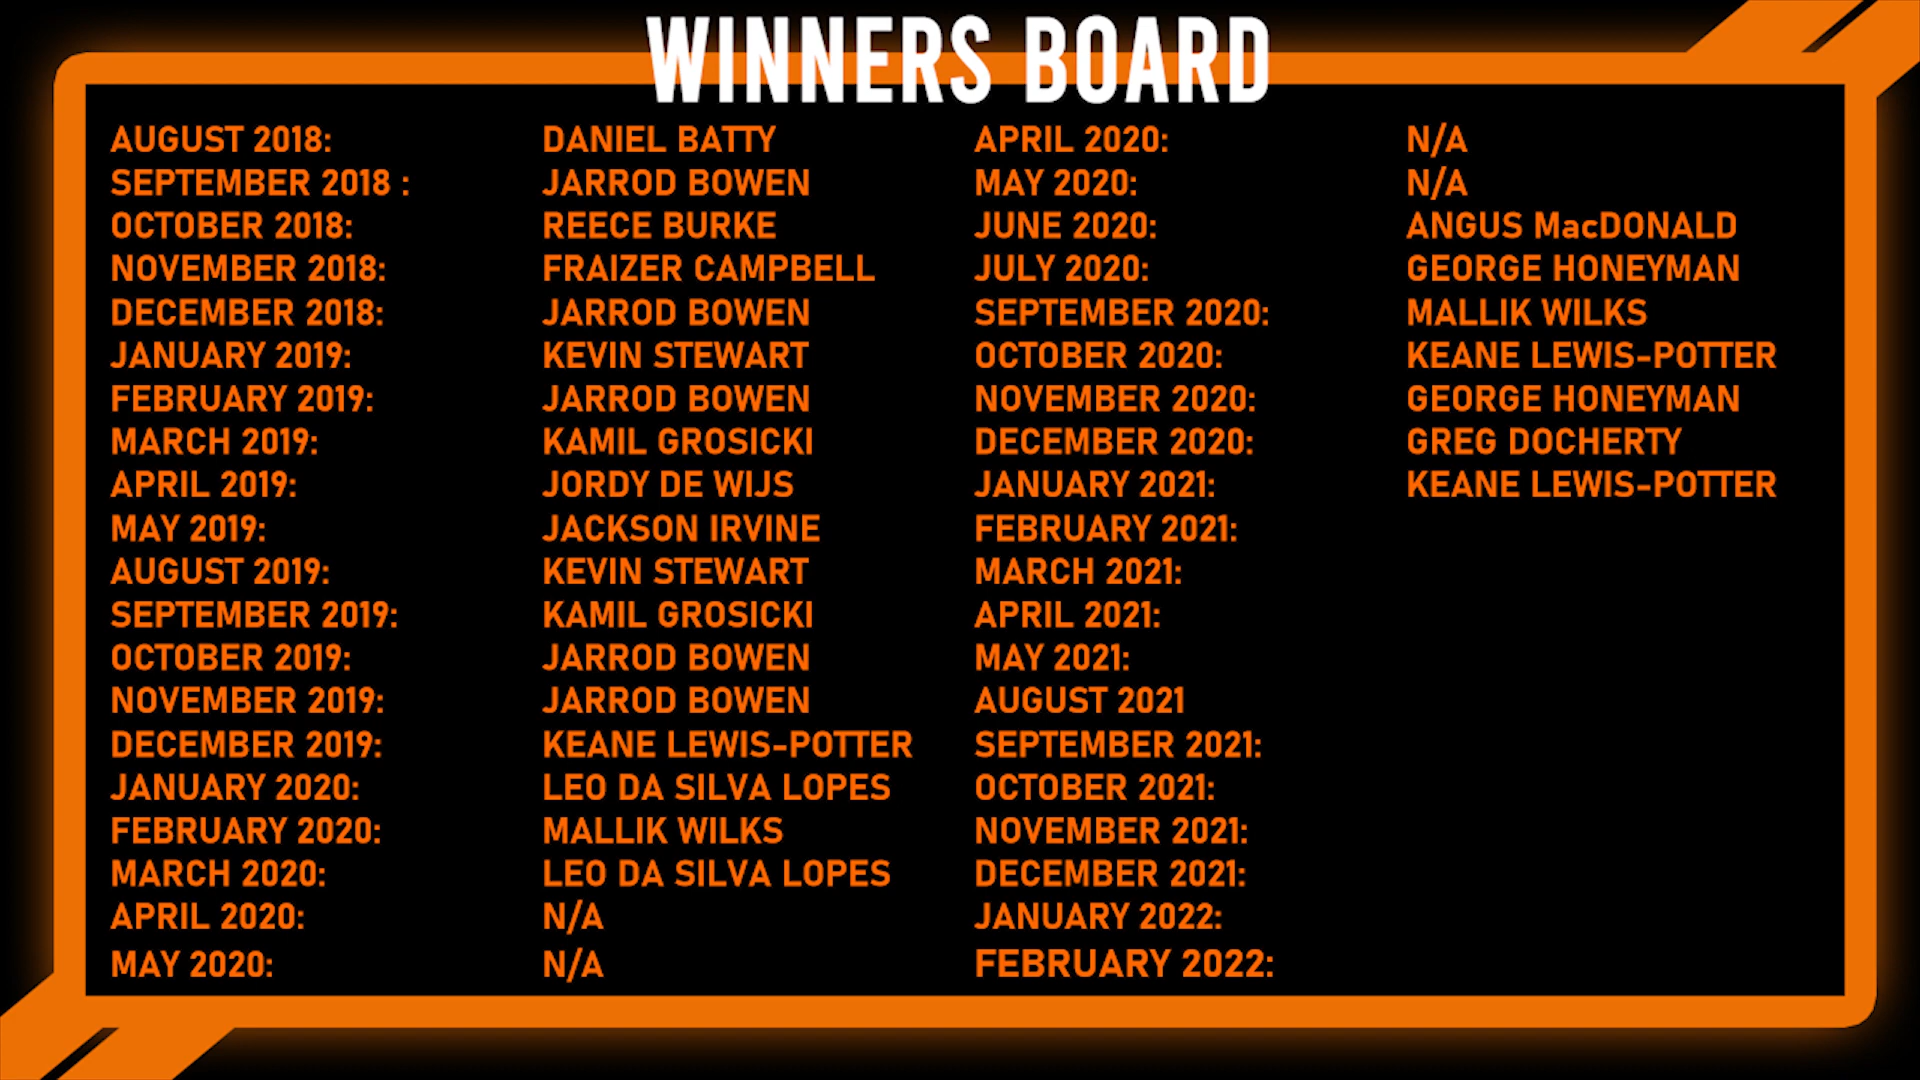 WINNERS BOARD
AUGUST 2018: DANIEL BATTY APRIL 2020: N/A
SEPTEMBER 2018 : JARROD BOWEN MAY 2020: N/A
OCTOBER 2018: REECE BURKE JUNE 2020: ANGUS MacDONALD
NOVEMBER 2018: FRAIZER CAMPBELL JULY 2020: GEORGE HONEYMAN
DECEMBER 2018: JARROD BOWEN SEPTEMBER 2020: MALLIK WILKS
JANUARY 2019: KEVIN STEWART OCTOBER 2020: KEANE LEWIS-POTTER
FEBRUARY 2019: JARROD BOWEN NOVEMBER 2020: GEORGE HONEYMAN
MARCH 2019: KAMIL GROSICKI DECEMBER 2020: GREG DOCHERTY
APRIL 2019: JORDY DE WIJS JANUARY 2021: KEANE LEWIS-POTTER
MAY 2019: JACKSON IRVINE FEBRUARY 2021:
AUGUST 2019: KEVIN STEWART MARCH 2021:
SEPTEMBER 2019: KAMIL GROSICKI APRIL 2021:
OCTOBER 2019: JARROD BOWEN MAY 2021:
NOVEMBER 2019: JARROD BOWEN AUGUST 2021
DECEMBER 2019: KEANE LEWIS-POTTER SEPTEMBER 2021:
JANUARY 2020: LEO DA SILVA LOPES OCTOBER 2021:
FEBRUARY 2020: MALLIK WILKS NOVEMBER 2021:
MARCH 2020: LEO DA SILVA LOPES DECEMBER 2021:
APRIL 2020: N/A JANUARY 2022:
MAY 2020: N/A FEBRUARY 2022: